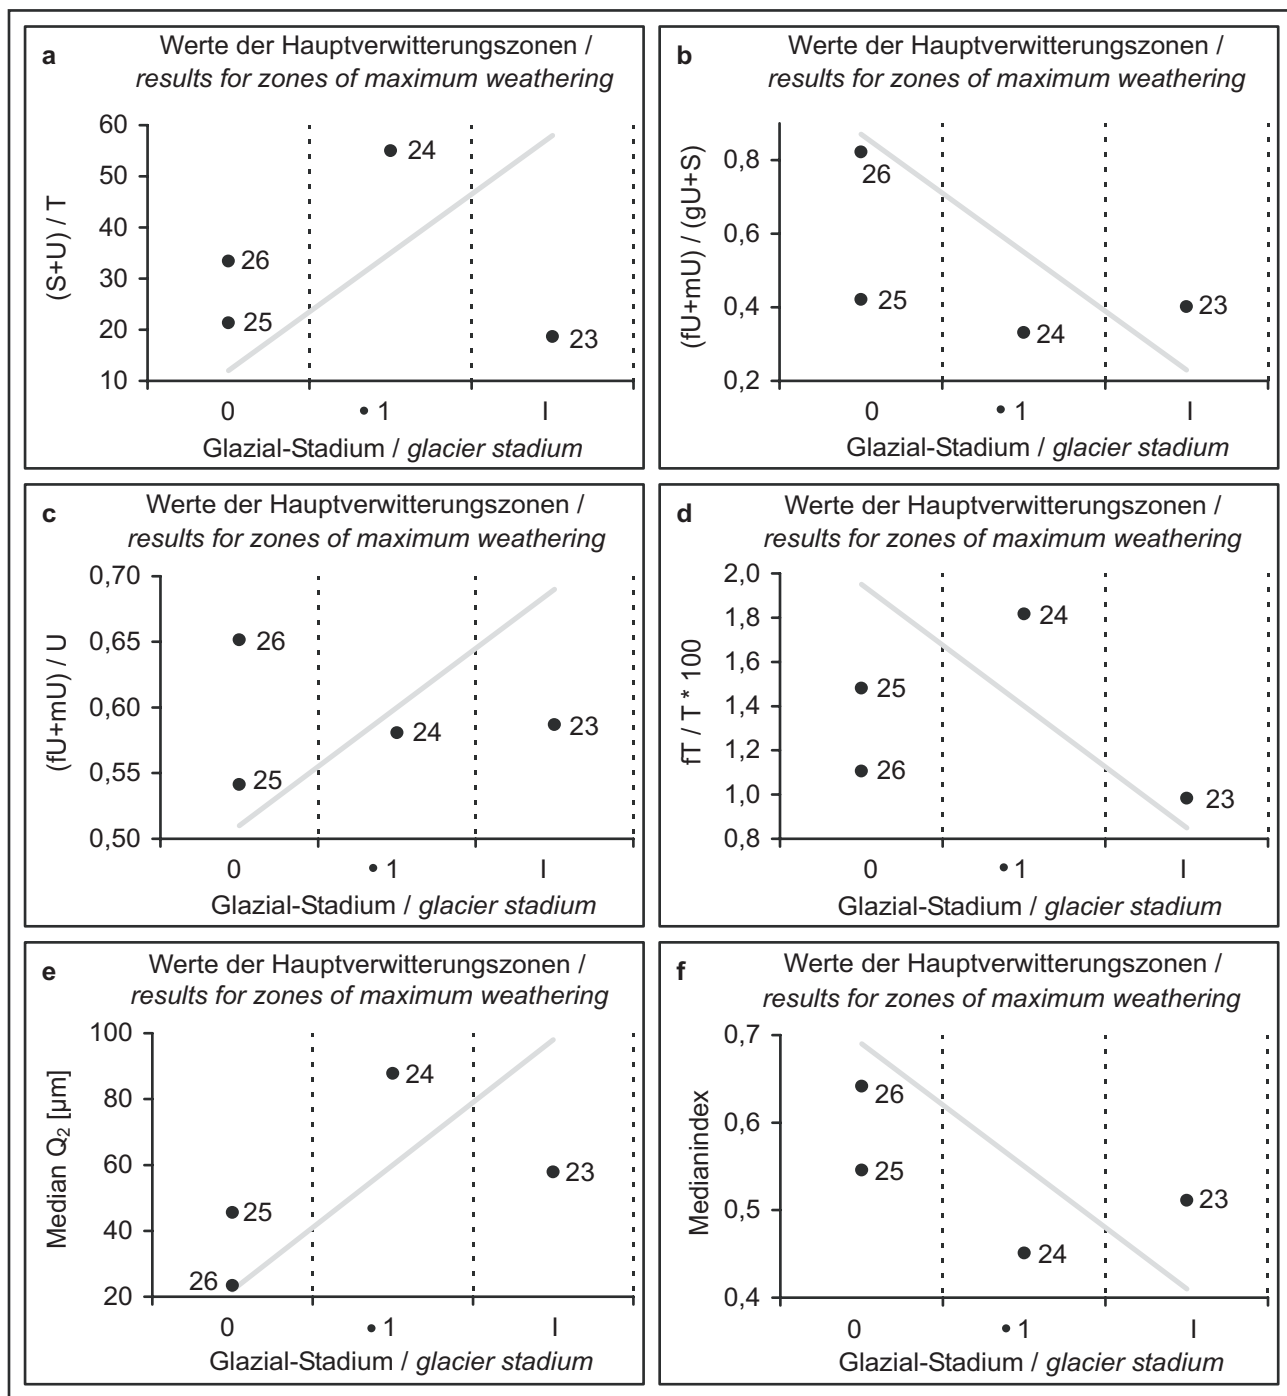 a
Werte der Hauptverwitterungszonen /
results for zones of maximum weathering
(S+U) / T
60
50
40
30
20
10
24
26
25
23
0
• 1
I
Glazial-Stadium / glacier stadium
b
Werte der Hauptverwitterungszonen /
results for zones of maximum weathering
(fU+mU) / (gU+S)
0,8
0,6
0,4
0,2
26
25
24
23
0
• 1
I
Glazial-Stadium / glacier stadium
c
Werte der Hauptverwitterungszonen /
results for zones of maximum weathering
(fU+mU) / U
0,70
0,65
0,60
0,55
0,50
26
25
24
23
0
• 1
I
Glazial-Stadium / glacier stadium
d
Werte der Hauptverwitterungszonen /
results for zones of maximum weathering
fT / T * 100
2,0
1,8
1,6
1,4
1,2
1,0
0,8
24
25
26
23
0
• 1
I
Glazial-Stadium / glacier stadium
e
Werte der Hauptverwitterungszonen /
results for zones of maximum weathering
Median Q₂ [µm]
100
80
60
40
20
24
25
26
23
0
• 1
I
Glazial-Stadium / glacier stadium
f
Werte der Hauptverwitterungszonen /
results for zones of maximum weathering
Medianindex
0,7
0,6
0,5
0,4
26
25
24
23
0
• 1
I
Glazial-Stadium / glacier stadium